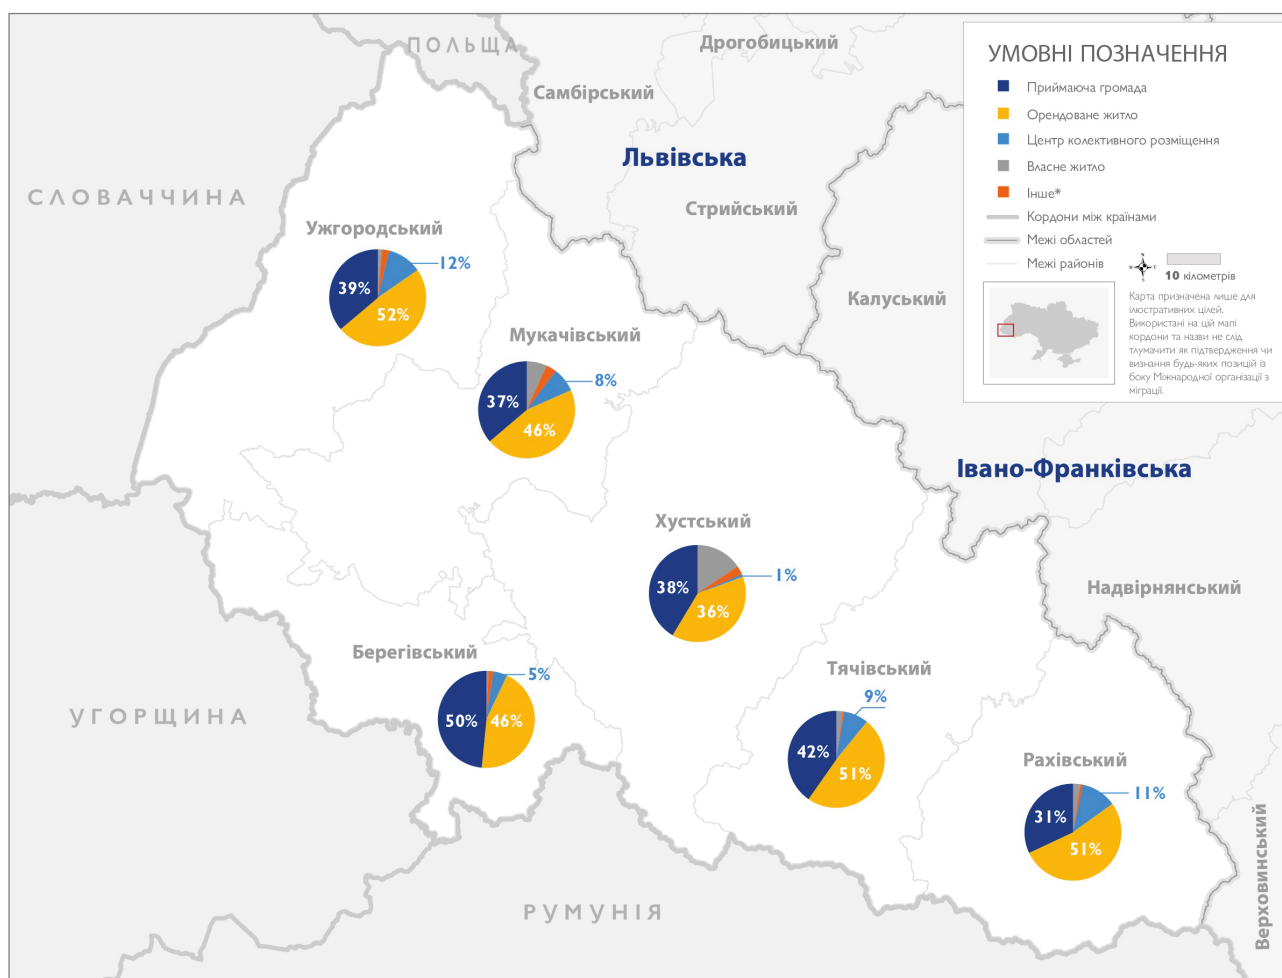 ПОЛЬЩА
Дрогобицький
Самбірський
Львівська
СЛОВАЧЧИНА
Стрийський
Ужгородський
12%
39%
52%
Калуський
Мукачівський
8%
37%
46%
Івано-Франківська
Хустський
1%
38%
36%
Надвірнянський
Берегівський
5%
50%
46%
Тячівський
9%
42%
51%
УГОРЩИНА
Рахівський
11%
31%
51%
Верховинський
РУМУНІЯ
УМОВНІ ПОЗНАЧЕННЯ
Приймаюча громада
Орендоване житло
Центр колективного розміщення
Власне житло
Інше*
Кордони між країнами
Межі областей
Межі районів
N
W
E
S
10 кілометрів
Карта призначена лише для
ілюстративних цілей.
Використані на цій мапі
кордони та назви не слід
тлумачити як підтвердження чи
визнання будь-яких позицій із
боку Міжнародної організації з
міграції.